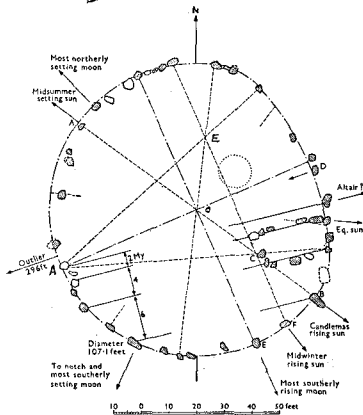 N
Most northerly
setting moon
Midsummer
setting sun
A
E
D
Altair ?
Eq. sun
O
Outlier
296ft
A
2 My
4
6
C
B
Candlemas
rising sun
F
Midwinter
rising sun
E
Most southerly
rising moon
Diameter
107·1 feet
To notch and
most southerly
setting moon
10 0 10 20 30 40 50 feet